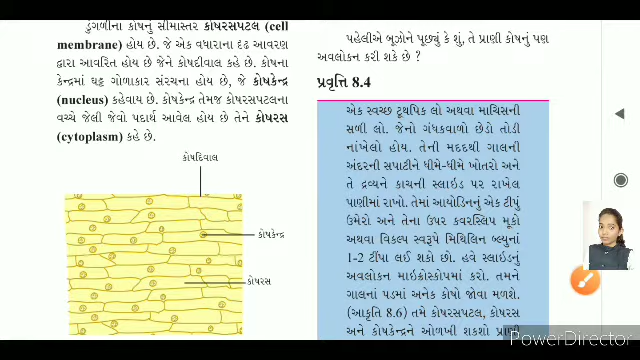 ડુંગળીના કોષનું સીમાસ્તર કોષરસપટલ (cell
membrane) હોય છે. જે એક વધારાના દૃઢ આવરણ
દ્વારા આવરિત હોય છે જેને કોષદીવાલ કહે છે. કોષના
કેન્દ્રમાં ઘટ્ટ ગોળાકાર સંરચના હોય છે, જે કોષકેન્દ્ર
(nucleus) કહેવાય છે. કોષકેન્દ્ર તેમજ કોષરસપટલના
વચ્ચે જેલી જેવો પદાર્થ આવેલ હોય છે તેને કોષરસ
(cytoplasm) કહે છે.
કોષદિવાલ
કોષકેન્દ્ર
કોષરસ
પહેલીએ બૂઝોને પૂછ્યું કે શું, તે પ્રાણી કોષનું પણ
અવલોકન કરી શકે છે ?
પ્રવૃત્તિ 8.4
એક સ્વચ્છ ટૂથપિક લો અથવા માચિસની
સળી લો. જેનો ગંધકવાળો છેડો તોડી
નાંખેલો હોય. તેની મદદથી ગાલની
અંદરની સપાટીને ધીમે-ધીમે ખોતરો અને
તે દ્રવ્યને કાચની સ્લાઇડ પર રાખેલ
પાણીમાં રાખો. તેમાં આયોડિનનું એક ટીપું
ઉમેરો અને તેના ઉપર કવરસ્લિપ મૂકો
અથવા વિકલ્પ સ્વરૂપે મિથિલિન બ્લ્યુનાં
1-2 ટીંપા લઈ શકો છો. હવે સ્લાઇડનું
અવલોકન માઇક્રોસ્કોપમાં કરો. તમને
ગાલનાં પડમાં અનેક કોષો જોવા મળશે.
(આકૃતિ 8.6) તમે કોષરસપટલ, કોષરસ
અને કોષકેન્દ્રને ઓળખી શકશો પ્રાણી
PowerDirector